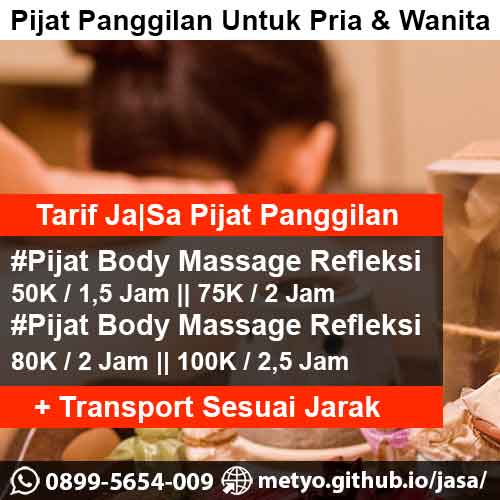 Pijat Panggilan Untuk Pria & Wanita
Tarif Ja|Sa Pijat Panggilan
#Pijat Body Massage Refleksi
50K / 1,5 Jam || 75K / 2 Jam
#Pijat Body Massage Refleksi
80K / 2 Jam || 100K / 2,5 Jam
+ Transport Sesuai Jarak
0899-5654-009 metyo.github.io/jasa/